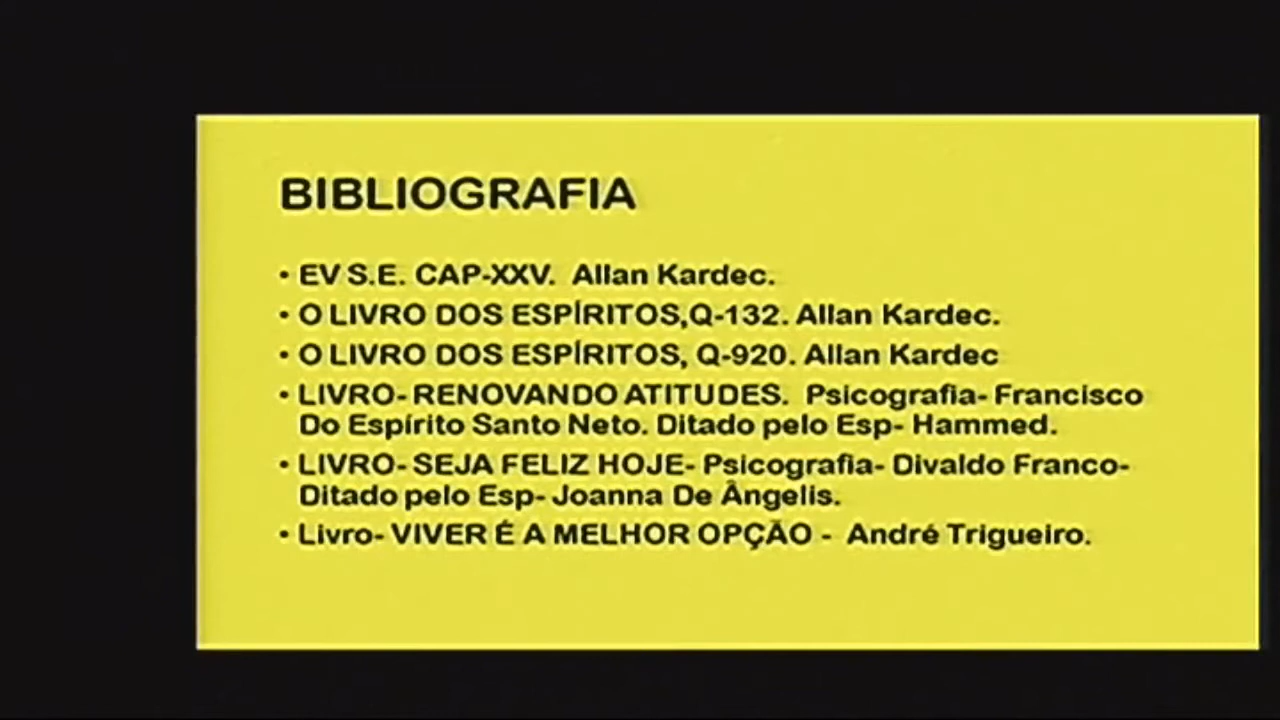 BIBLIOGRAFIA
• EV S.E. CAP-XXV. Allan Kardec.
• O LIVRO DOS ESPÍRITOS,Q-132. Allan Kardec.
• O LIVRO DOS ESPÍRITOS, Q-920. Allan Kardec
• LIVRO- RENOVANDO ATITUDES. Psicografia- Francisco
Do Espírito Santo Neto. Ditado pelo Esp- Hammed.
• LIVRO- SEJA FELIZ HOJE- Psicografia- Divaldo Franco-
Ditado pelo Esp- Joanna De Ângelis.
• Livro- VIVER É A MELHOR OPÇÃO - André Trigueiro.